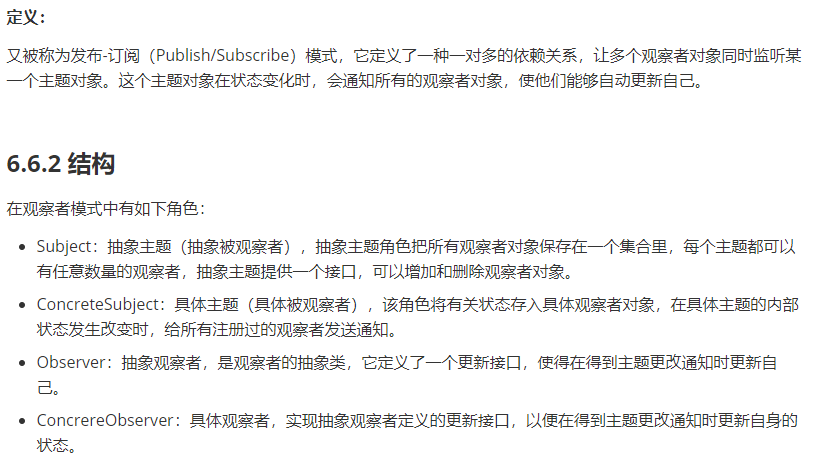 定义：
又被称为发布-订阅（Publish/Subscribe）模式，它定义了一种一对多的依赖关系，让多个观察者对象同时监听某
一个主题对象。这个主题对象在状态变化时，会通知所有的观察者对象，使他们能够自动更新自己。
6.6.2 结构
在观察者模式中有如下角色：
• Subject：抽象主题（抽象被观察者），抽象主题角色把所有观察者对象保存在一个集合里，每个主题都可以
有任意数量的观察者，抽象主题提供一个接口，可以增加和删除观察者对象。
• ConcreteSubject：具体主题（具体被观察者），该角色将有关状态存入具体观察者对象，在具体主题的内部
状态发生改变时，给所有注册过的观察者发送通知。
• Observer：抽象观察者，是观察者的抽象类，它定义了一个更新接口，使得在得到主题更改通知时更新自
己。
• ConcrereObserver：具体观察者，实现抽象观察者定义的更新接口，以便在得到主题更改通知时更新自身的
状态。